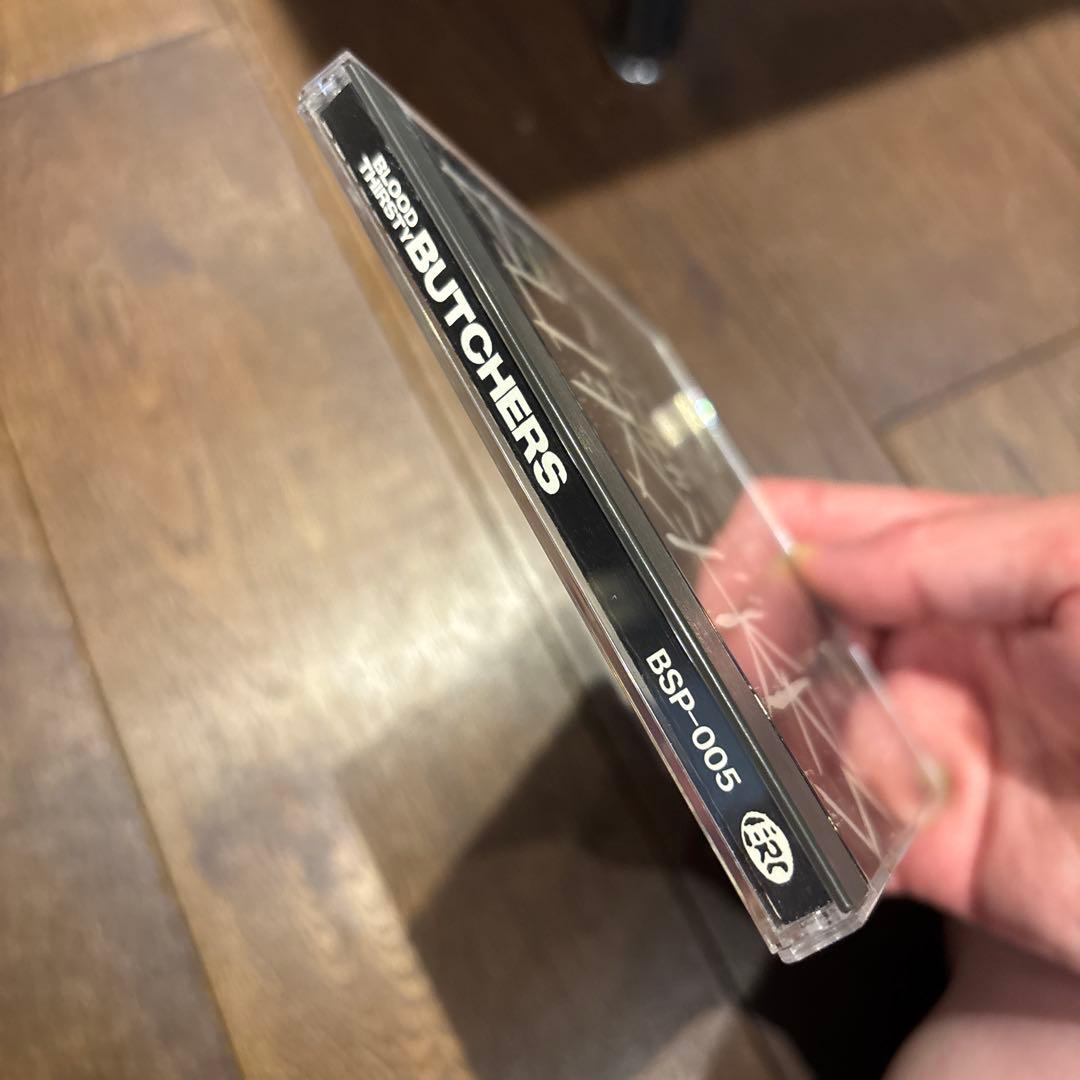 BLOOD
THIRSTY
BUTCHERS
BSP-005